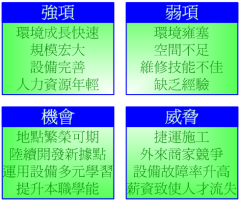 強項
環境成長快速
規模宏大
設備完善
人力資源年輕
弱項
環境雍塞
空間不足
維修技能不佳
缺乏經驗
機會
地點繁榮可期
陸續開發新據點
運用設備多元學習
提升本職學能
威脅
捷運施工
外來商家競爭
設備故障率升高
薪資致使人才流失